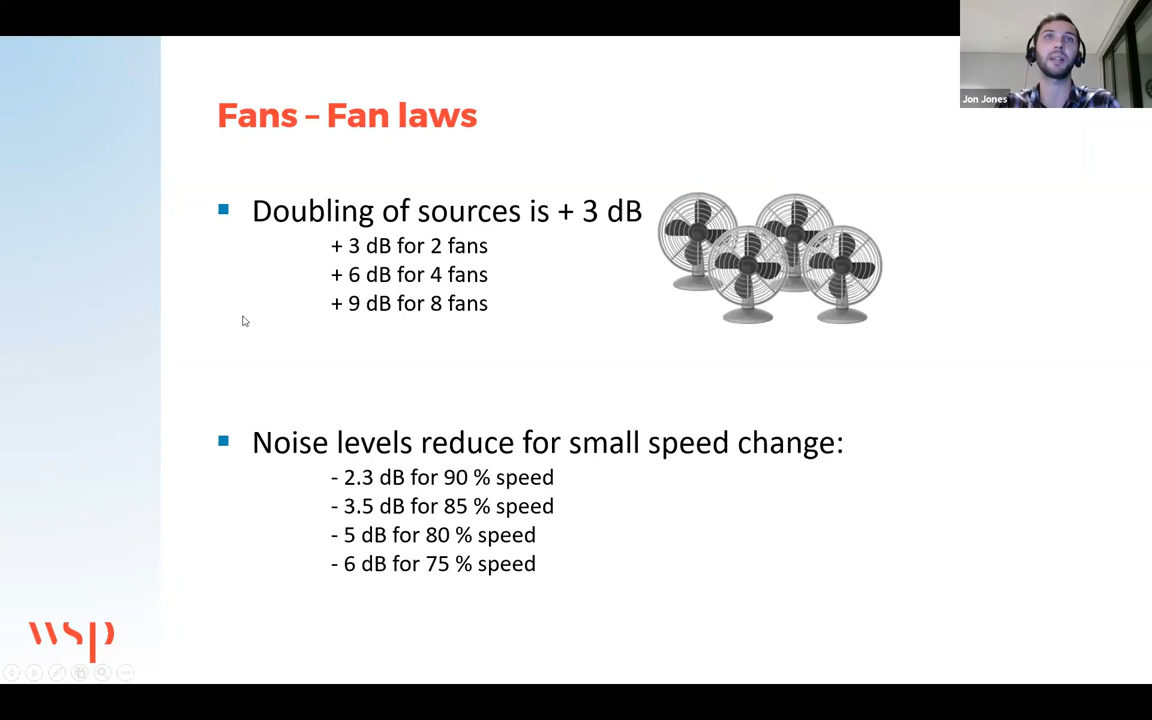 Jon Jones
Fans – Fan laws
Doubling of sources is + 3 dB
+ 3 dB for 2 fans
+ 6 dB for 4 fans
+ 9 dB for 8 fans
Noise levels reduce for small speed change:
- 2.3 dB for 90 % speed
- 3.5 dB for 85 % speed
- 5 dB for 80 % speed
- 6 dB for 75 % speed
wsp